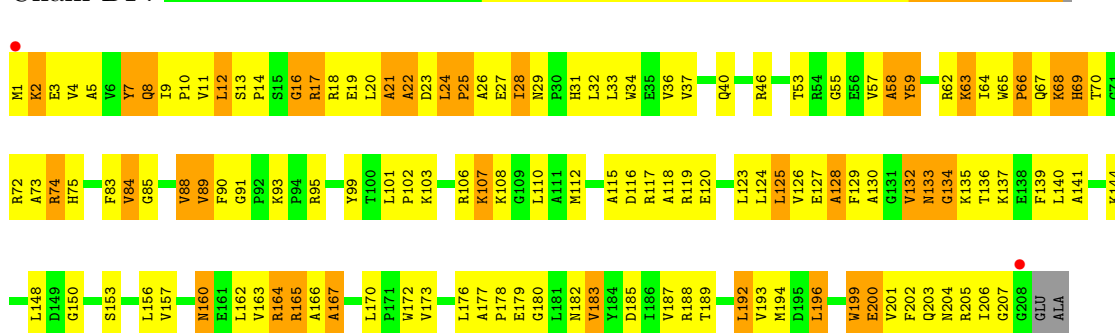 M1 K2 E3 V4 A5 V6 Y7 Q8 I9 P10 V11 L12 S13 P14 S15 G16 R17 R18 E19 L20 A21 A22 D23 L24 P25 A26 E27 I28 N29 P30 H31 L32 L33 W34 E35 V36 V37 Q40 R46 T53 R54 G55 E56 V57 A58 Y59 R62 K63 I64 W65 P66 Q67 K68 H69 T70 G71
R72 A73 R74 H75 F83 V84 G85 V88 V89 F90 G91 P92 K93 P94 R95 Y99 T100 L101 P102 K103 R106 K107 K108 G109 L110 A111 M112 A115 D116 R117 A118 R119 E120 L123 L124 L125 V126 E127 A128 F129 A130 G131 V132 N133 G134 K135 T136 K137 E138 F139 L140 A141 K144
L148 D149 G150 S153 L156 V157 N160 E161 L162 V163 R164 R165 A166 A167 L170 P171 W172 V173 L176 A177 P178 E179 G180 L181 N182 V183 Y184 D185 I186 V187 R188 T189 L192 V193 M194 D195 L196 W199 E200 V201 F202 Q203 N204 R205 I206 G207 G208 GLU ALA